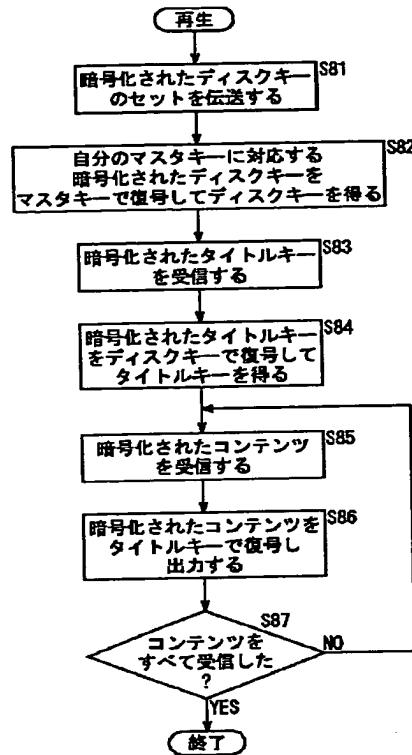 再生
暗号化されたディスクキー
のセットを伝送する
S81
自分のマスタキーに対応する
暗号化されたディスクキーを
マスタキーで復号してディスクキーを得る
S82
暗号化されたタイトルキー
を受信する
S83
暗号化されたタイトルキー
をディスクキーで復号して
タイトルキーを得る
S84
暗号化されたコンテンツ
を受信する
S85
暗号化されたコンテンツを
タイトルキーで復号し
出力する
S86
コンテンツを
すべて受信した
?
S87
NO
YES
終了